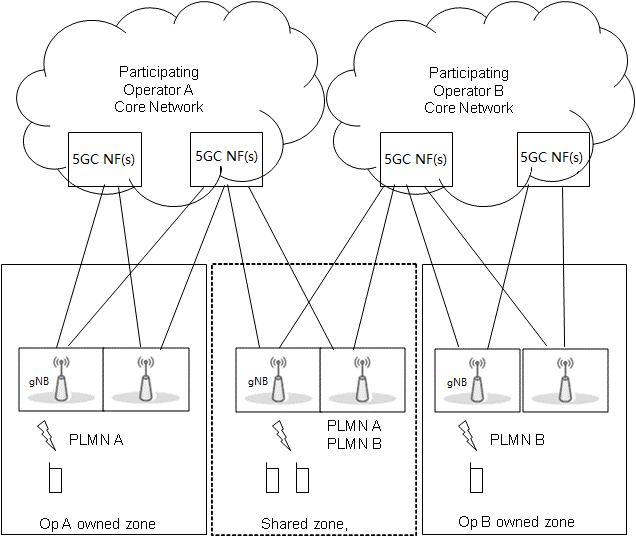 Participating
Operator A
Core Network
Participating
Operator B
Core Network
5GC NF(s)
5GC NF(s)
5GC NF(s)
5GC NF(s)
gNB
gNB
gNB
PLMN A
PLMN A
PLMN B
PLMN B
Op A owned zone
Shared zone,
Op B owned zone